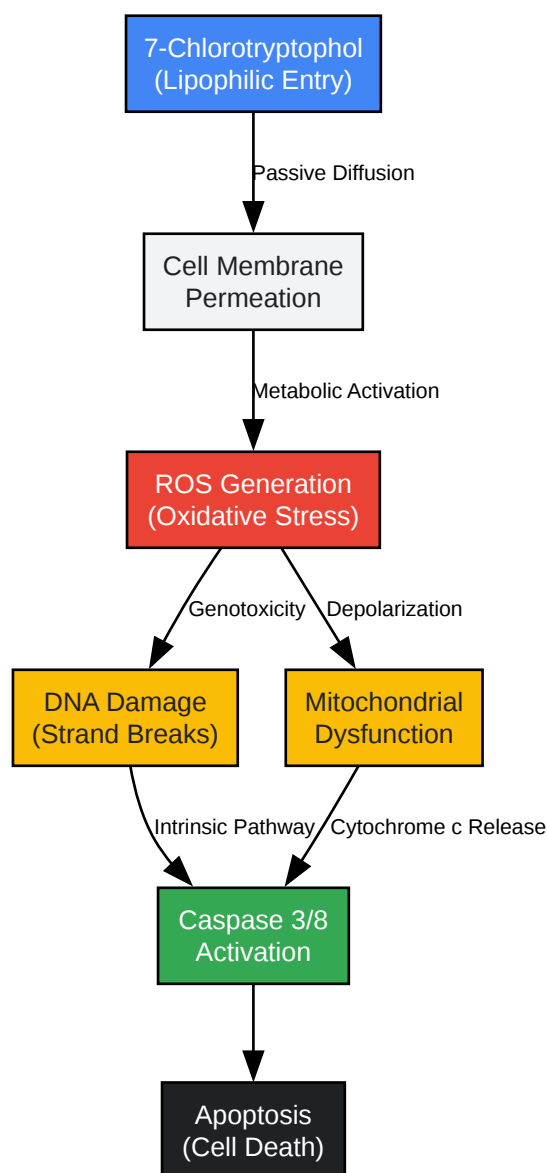 7-Chlorotryptophol
(Lipophilic Entry)
Passive Diffusion
Cell Membrane
Permeation
Metabolic Activation
ROS Generation
(Oxidative Stress)
Genotoxicity
Depolarization
DNA Damage
(Strand Breaks)
Mitochondrial
Dysfunction
Intrinsic Pathway
Cytochrome c Release
Caspase 3/8
Activation
Apoptosis
(Cell Death)